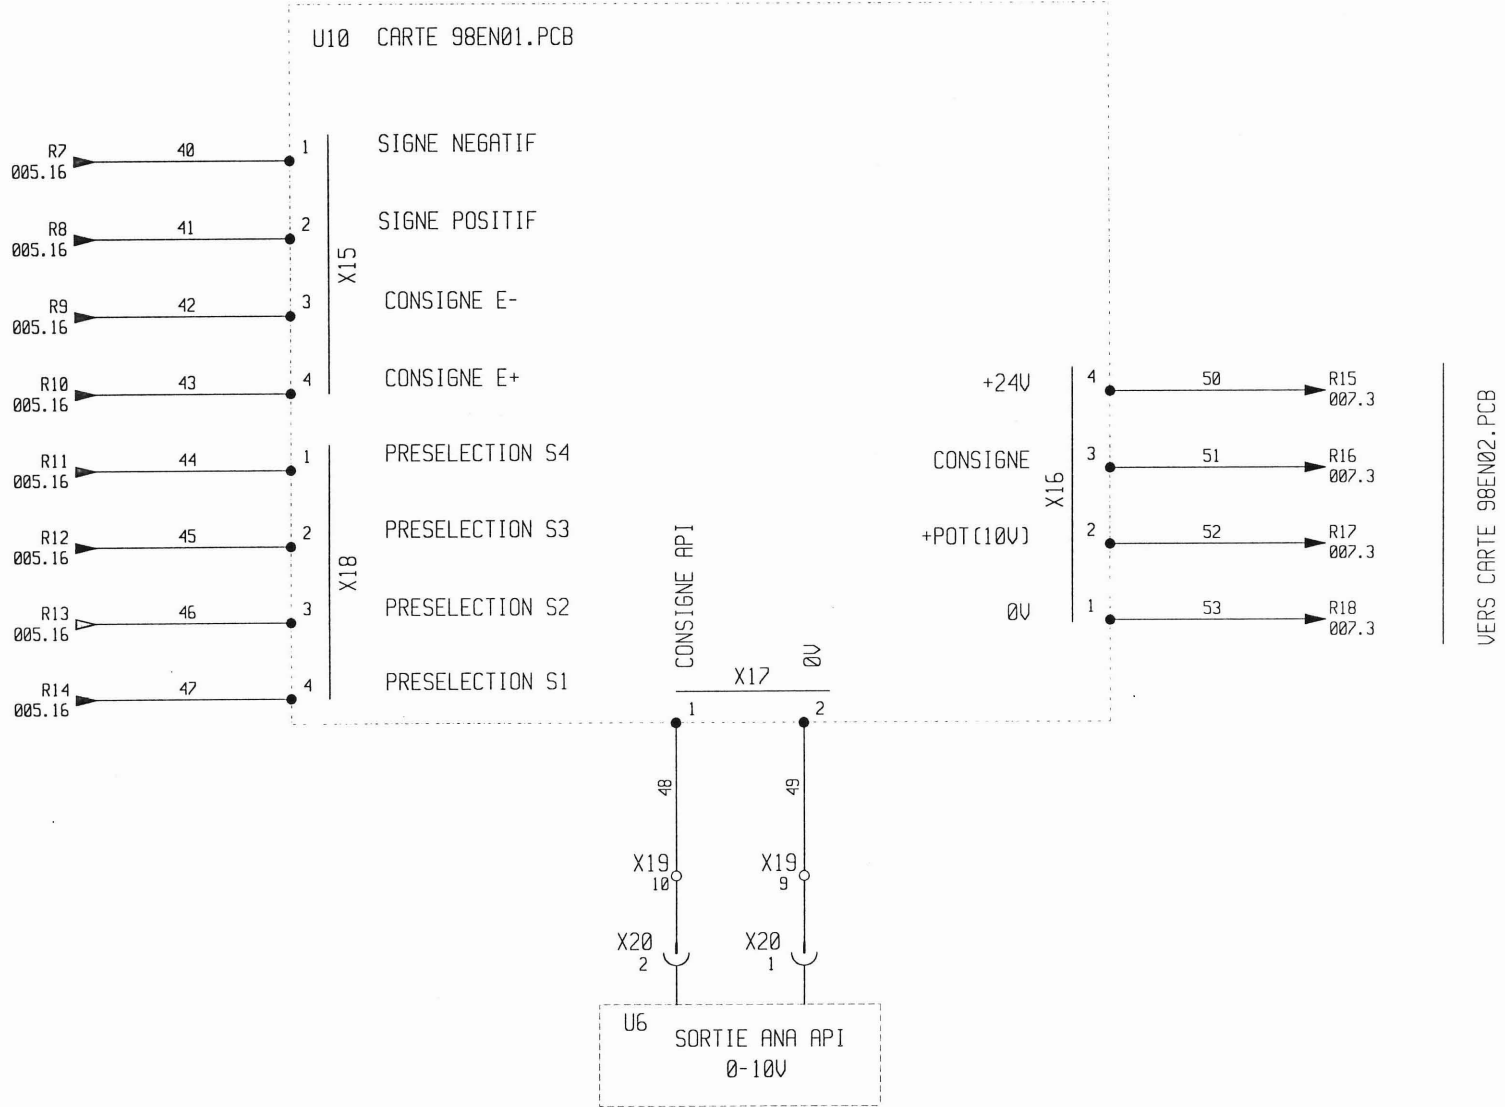 U10 CARTE 98EN01.PCB
R7 40 1 SIGNE NEGATIF
005.16
R8 41 2 SIGNE POSITIF
005.16
X15
R9 42 3 CONSIGNE E-
005.16
R10 43 4 CONSIGNE E+
005.16
R11 44 1 PRESELECTION S4
005.16
R12 45 2 PRESELECTION S3
005.16
X18
R13 46 3 PRESELECTION S2
005.16
R14 47 4 PRESELECTION S1
005.16
+24V 4 50 R15
007.3
CONSIGNE 3 51 R16
007.3
X16
+POT(10V) 2 52 R17
007.3
0V 1 53 R18
007.3
VERS CARTE 98EN02.PCB
CONSIGNE API
0V
X17
1 2
48 49
X19 X19
10 9
X20 X20
2 1
U6 SORTIE ANA API
0-10V